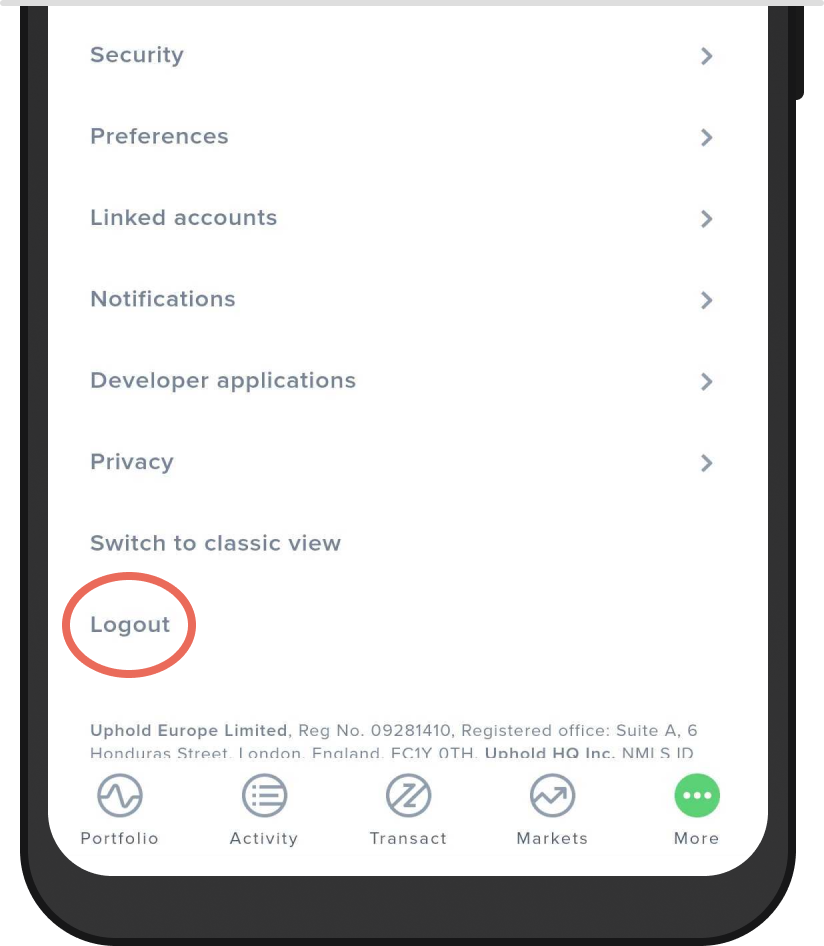 Security
Preferences
Linked accounts
Notifications
Developer applications
Privacy
Switch to classic view
Logout
Uphold Europe Limited, Reg No. 09281410, Registered office: Suite A, 6
Honduras Street, London, England, EC1Y 0TH. Uphold HQ Inc. NMLS ID
Portfolio
Activity
Transact
Markets
More